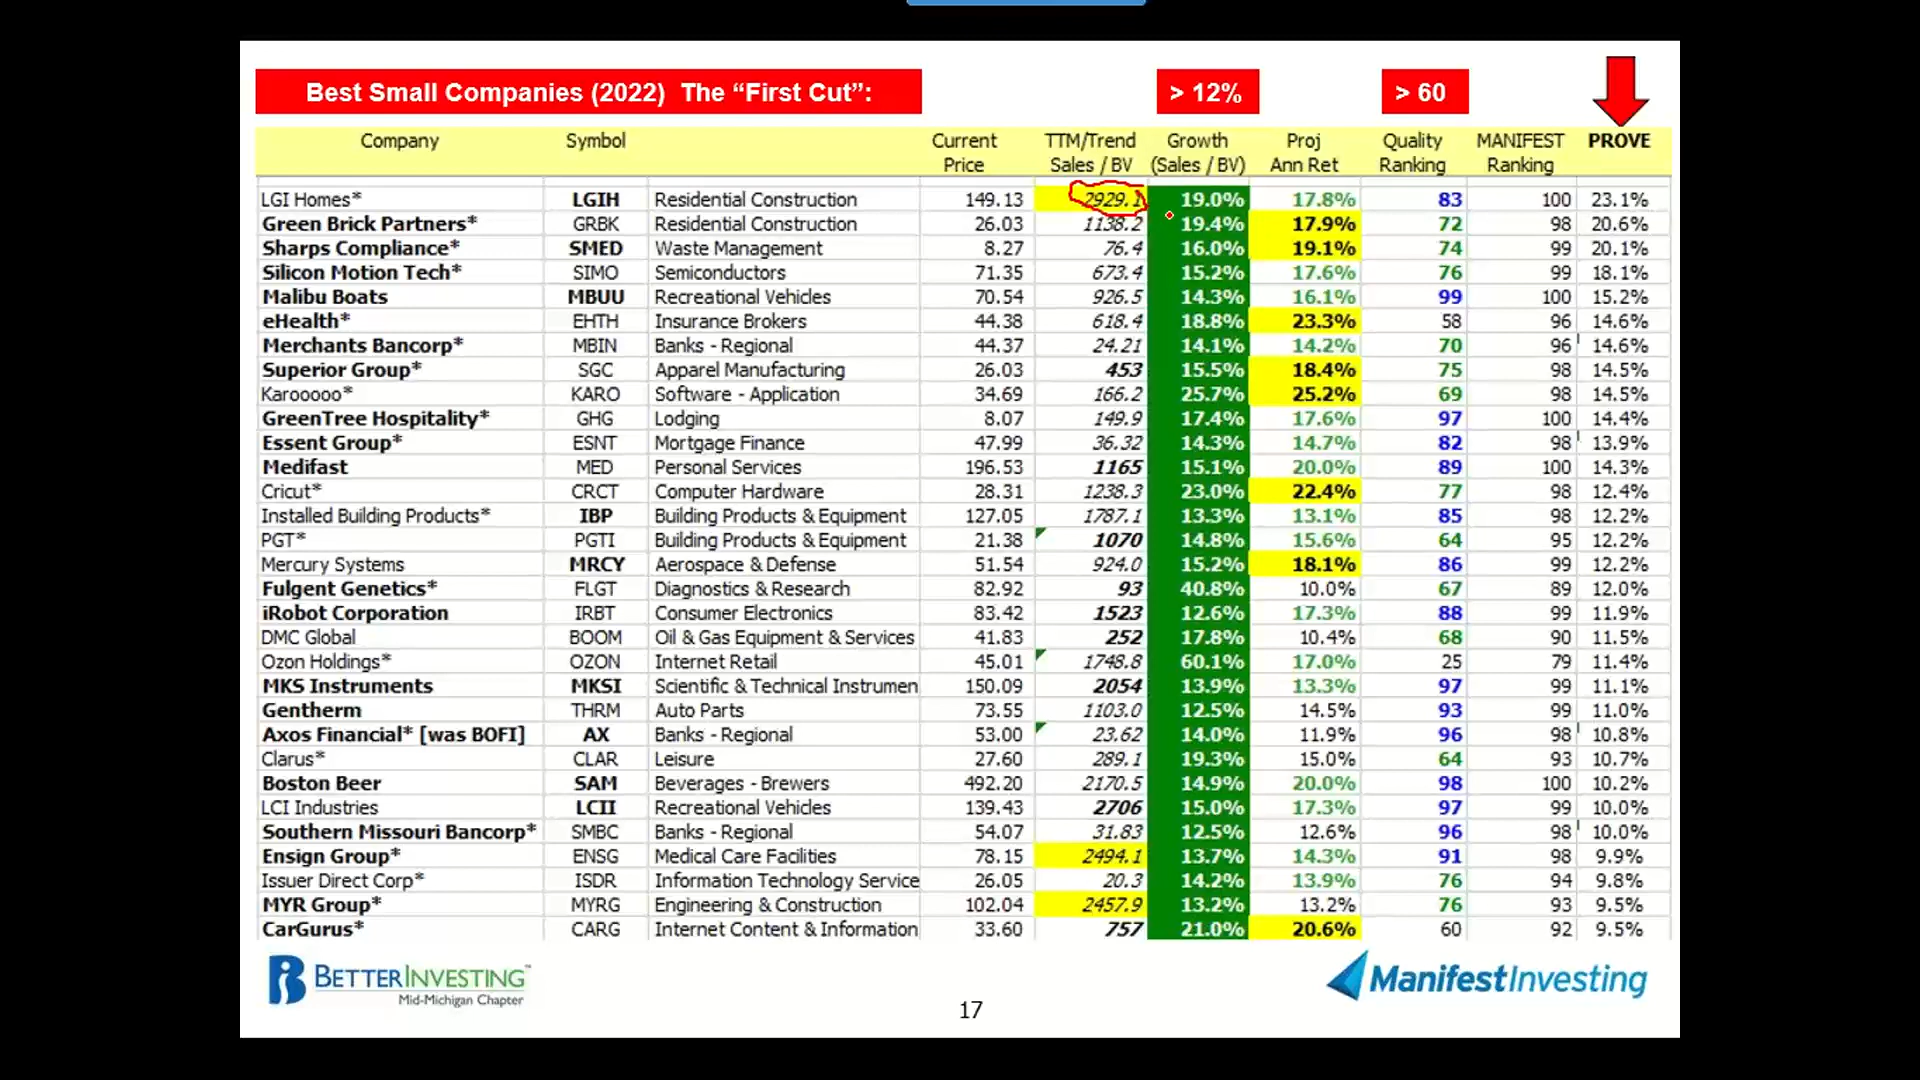 Best Small Companies (2022) The “First Cut”: > 12% > 60
Company Symbol Current Price TTM/Trend Sales / BV Growth (Sales / BV) Proj Ann Ret Quality Ranking MANIFEST Ranking PROVE
LGI Homes* LGIH Residential Construction 149.13 2929.1 19.0% 17.8% 83 100 23.1%
Green Brick Partners* GRBK Residential Construction 26.03 1138.2 19.4% 17.9% 72 98 20.6%
Sharps Compliance* SMED Waste Management 8.27 76.4 16.0% 19.1% 74 99 20.1%
Silicon Motion Tech* SIMO Semiconductors 71.35 673.4 15.2% 17.6% 76 99 18.1%
Malibu Boats MBUU Recreational Vehicles 70.54 926.5 14.3% 16.1% 99 100 15.2%
eHealth* EHTH Insurance Brokers 44.38 618.4 18.8% 23.3% 58 96 14.6%
Merchants Bancorp* MBIN Banks - Regional 44.37 24.21 14.1% 14.2% 70 96 14.6%
Superior Group* SGC Apparel Manufacturing 26.03 453 15.5% 18.4% 75 98 14.5%
Karooooo* KARO Software - Application 34.69 166.2 25.7% 25.2% 69 98 14.5%
GreenTree Hospitality* GHG Lodging 8.07 149.9 17.4% 17.6% 97 100 14.4%
Essent Group* ESNT Mortgage Finance 47.99 36.32 14.3% 14.7% 82 98 13.9%
Medifast MED Personal Services 196.53 1165 15.1% 20.0% 89 100 14.3%
Cricut* CRCT Computer Hardware 28.31 1238.3 23.0% 22.4% 77 98 12.4%
Installed Building Products* IBP Building Products & Equipment 127.05 1787.1 13.3% 13.1% 85 98 12.2%
PGT* PGTI Building Products & Equipment 21.38 1070 14.8% 15.6% 64 95 12.2%
Mercury Systems MRCY Aerospace & Defense 51.54 924.0 15.2% 18.1% 86 99 12.2%
Fulgent Genetics* FLGT Diagnostics & Research 82.92 93 40.8% 10.0% 67 89 12.0%
iRobot Corporation IRBT Consumer Electronics 83.42 1523 12.6% 17.3% 88 99 11.9%
DMC Global BOOM Oil & Gas Equipment & Services 41.83 252 17.8% 10.4% 68 90 11.5%
Ozon Holdings* OZON Internet Retail 45.01 1748.8 60.1% 17.0% 25 79 11.4%
MKS Instruments MKSI Scientific & Technical Instrumen 150.09 2054 13.9% 13.3% 97 99 11.1%
Gentherm THRM Auto Parts 73.55 1103.0 12.5% 14.5% 93 99 11.0%
Axos Financial* [was BOFI] AX Banks - Regional 53.00 23.62 14.0% 11.9% 96 98 10.8%
Clarus* CLAR Leisure 27.60 289.1 19.3% 15.0% 64 93 10.7%
Boston Beer SAM Beverages - Brewers 492.20 2170.5 14.9% 20.0% 98 100 10.2%
LCI Industries LCII Recreational Vehicles 139.43 2706 15.0% 17.3% 97 99 10.0%
Southern Missouri Bancorp* SMBC Banks - Regional 54.07 31.83 12.5% 12.6% 96 98 10.0%
Ensign Group* ENSG Medical Care Facilities 78.15 2494.1 13.7% 14.3% 91 98 9.9%
Issuer Direct Corp* ISDR Information Technology Service 26.05 20.3 14.2% 13.9% 76 94 9.8%
MYR Group* MYRG Engineering & Construction 102.04 2457.9 13.2% 13.2% 76 93 9.5%
CarGurus* CARG Internet Content & Information 33.60 757 21.0% 20.6% 60 92 9.5%
BETTERINVESTING™
Mid-Michigan Chapter
ManifestInvesting
17